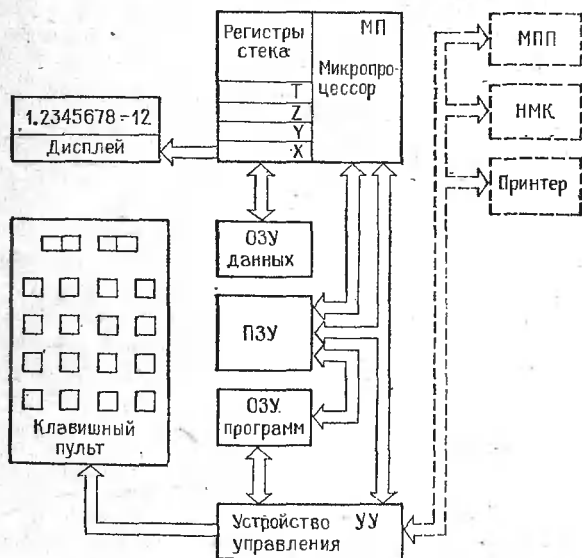 Регистры
стека
T
Z
Y
X
МП
Микропро-
цессор
1.2345678-12
Дисплей
ОЗУ
данных
ПЗУ
ОЗУ
программ
Клавишный
пульт
Устройство УУ
управления
МПП
НМК
Принтер